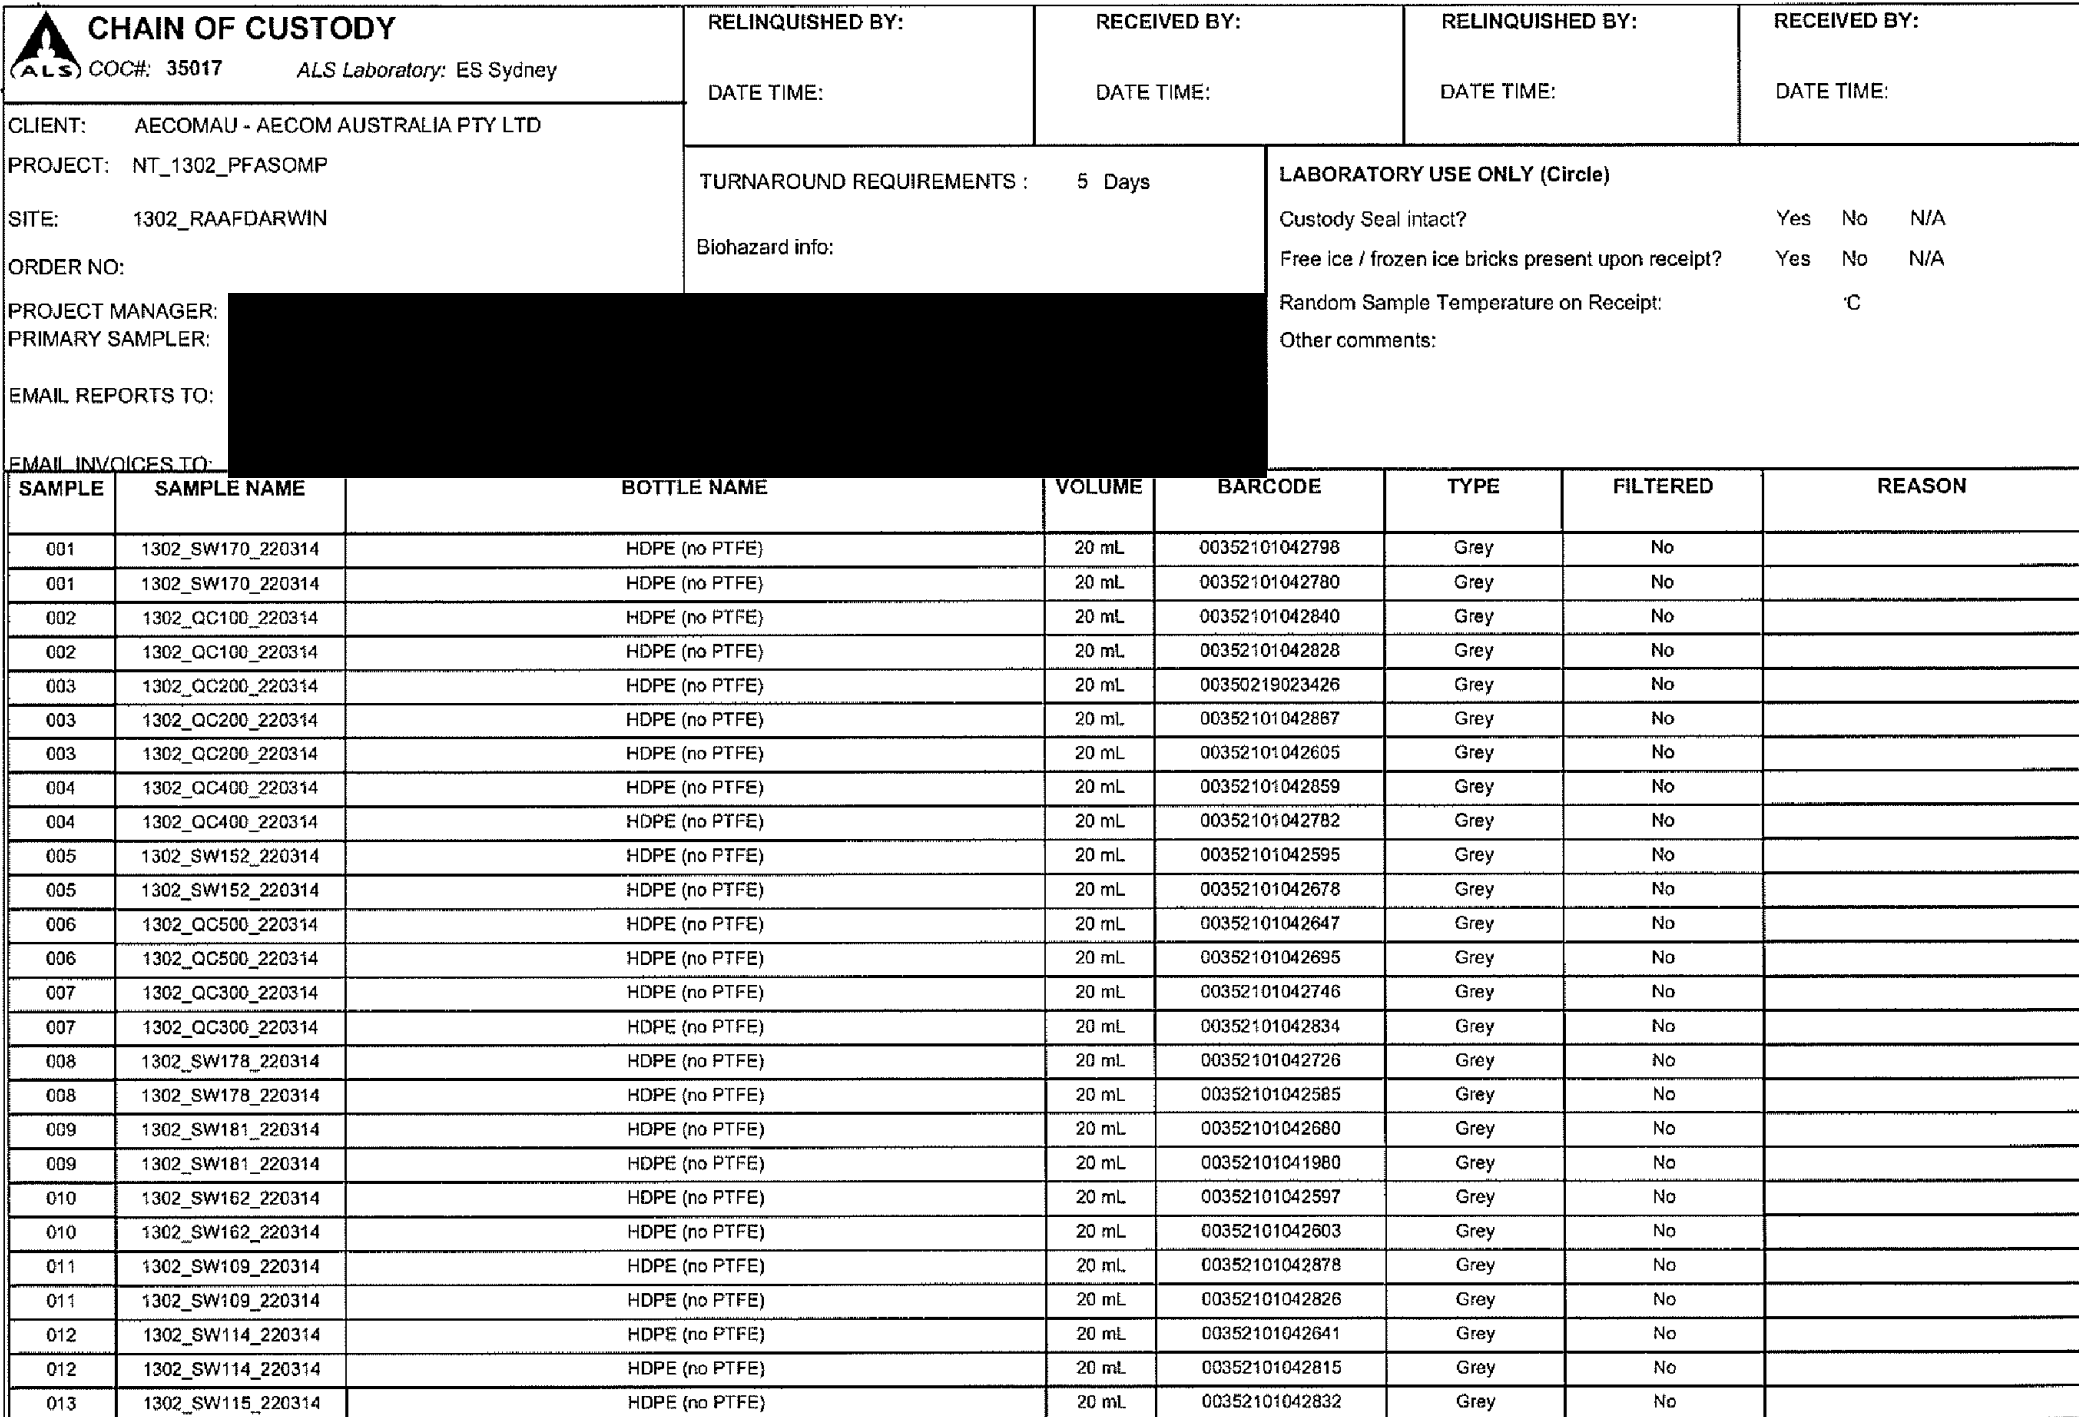 CHAIN OF CUSTODY
ALS
COC#: 35017 ALS Laboratory: ES Sydney
RELINQUISHED BY: RECEIVED BY: RELINQUISHED BY: RECEIVED BY:
DATE TIME: DATE TIME: DATE TIME: DATE TIME:
CLIENT: AECOMAU - AECOM AUSTRALIA PTY LTD
PROJECT: NT_1302_PFASOMP
SITE: 1302_RAAFDARWIN
ORDER NO:
PROJECT MANAGER:
PRIMARY SAMPLER:
EMAIL REPORTS TO:
EMAIL INVOICES TO:
TURNAROUND REQUIREMENTS : 5 Days
Biohazard info:
LABORATORY USE ONLY (Circle)
Custody Seal intact? Yes No N/A
Free ice / frozen ice bricks present upon receipt? Yes No N/A
Random Sample Temperature on Receipt: °C
Other comments:
SAMPLE SAMPLE NAME BOTTLE NAME VOLUME BARCODE TYPE FILTERED REASON
001 1302_SW170_220314 HDPE (no PTFE) 20 mL 00352101042798 Grey No
001 1302_SW170_220314 HDPE (no PTFE) 20 mL 00352101042780 Grey No
002 1302_QC100_220314 HDPE (no PTFE) 20 mL 00352101042840 Grey No
002 1302_QC100_220314 HDPE (no PTFE) 20 mL 00352101042828 Grey No
003 1302_QC200_220314 HDPE (no PTFE) 20 mL 00350219023426 Grey No
003 1302_QC200_220314 HDPE (no PTFE) 20 mL 00352101042867 Grey No
003 1302_QC200_220314 HDPE (no PTFE) 20 mL 00352101042605 Grey No
004 1302_QC400_220314 HDPE (no PTFE) 20 mL 00352101042859 Grey No
004 1302_QC400_220314 HDPE (no PTFE) 20 mL 00352101042782 Grey No
005 1302_SW152_220314 HDPE (no PTFE) 20 mL 00352101042595 Grey No
005 1302_SW152_220314 HDPE (no PTFE) 20 mL 00352101042678 Grey No
006 1302_QC500_220314 HDPE (no PTFE) 20 mL 00352101042647 Grey No
006 1302_QC500_220314 HDPE (no PTFE) 20 mL 00352101042695 Grey No
007 1302_QC300_220314 HDPE (no PTFE) 20 mL 00352101042746 Grey No
007 1302_QC300_220314 HDPE (no PTFE) 20 mL 00352101042834 Grey No
008 1302_SW178_220314 HDPE (no PTFE) 20 mL 00352101042726 Grey No
008 1302_SW178_220314 HDPE (no PTFE) 20 mL 00352101042585 Grey No
009 1302_SW181_220314 HDPE (no PTFE) 20 mL 00352101042680 Grey No
009 1302_SW181_220314 HDPE (no PTFE) 20 mL 00352101041980 Grey No
010 1302_SW162_220314 HDPE (no PTFE) 20 mL 00352101042597 Grey No
010 1302_SW162_220314 HDPE (no PTFE) 20 mL 00352101042603 Grey No
011 1302_SW109_220314 HDPE (no PTFE) 20 mL 00352101042878 Grey No
011 1302_SW109_220314 HDPE (no PTFE) 20 mL 00352101042826 Grey No
012 1302_SW114_220314 HDPE (no PTFE) 20 mL 00352101042641 Grey No
012 1302_SW114_220314 HDPE (no PTFE) 20 mL 00352101042815 Grey No
013 1302_SW115_220314 HDPE (no PTFE) 20 mL 00352101042832 Grey No